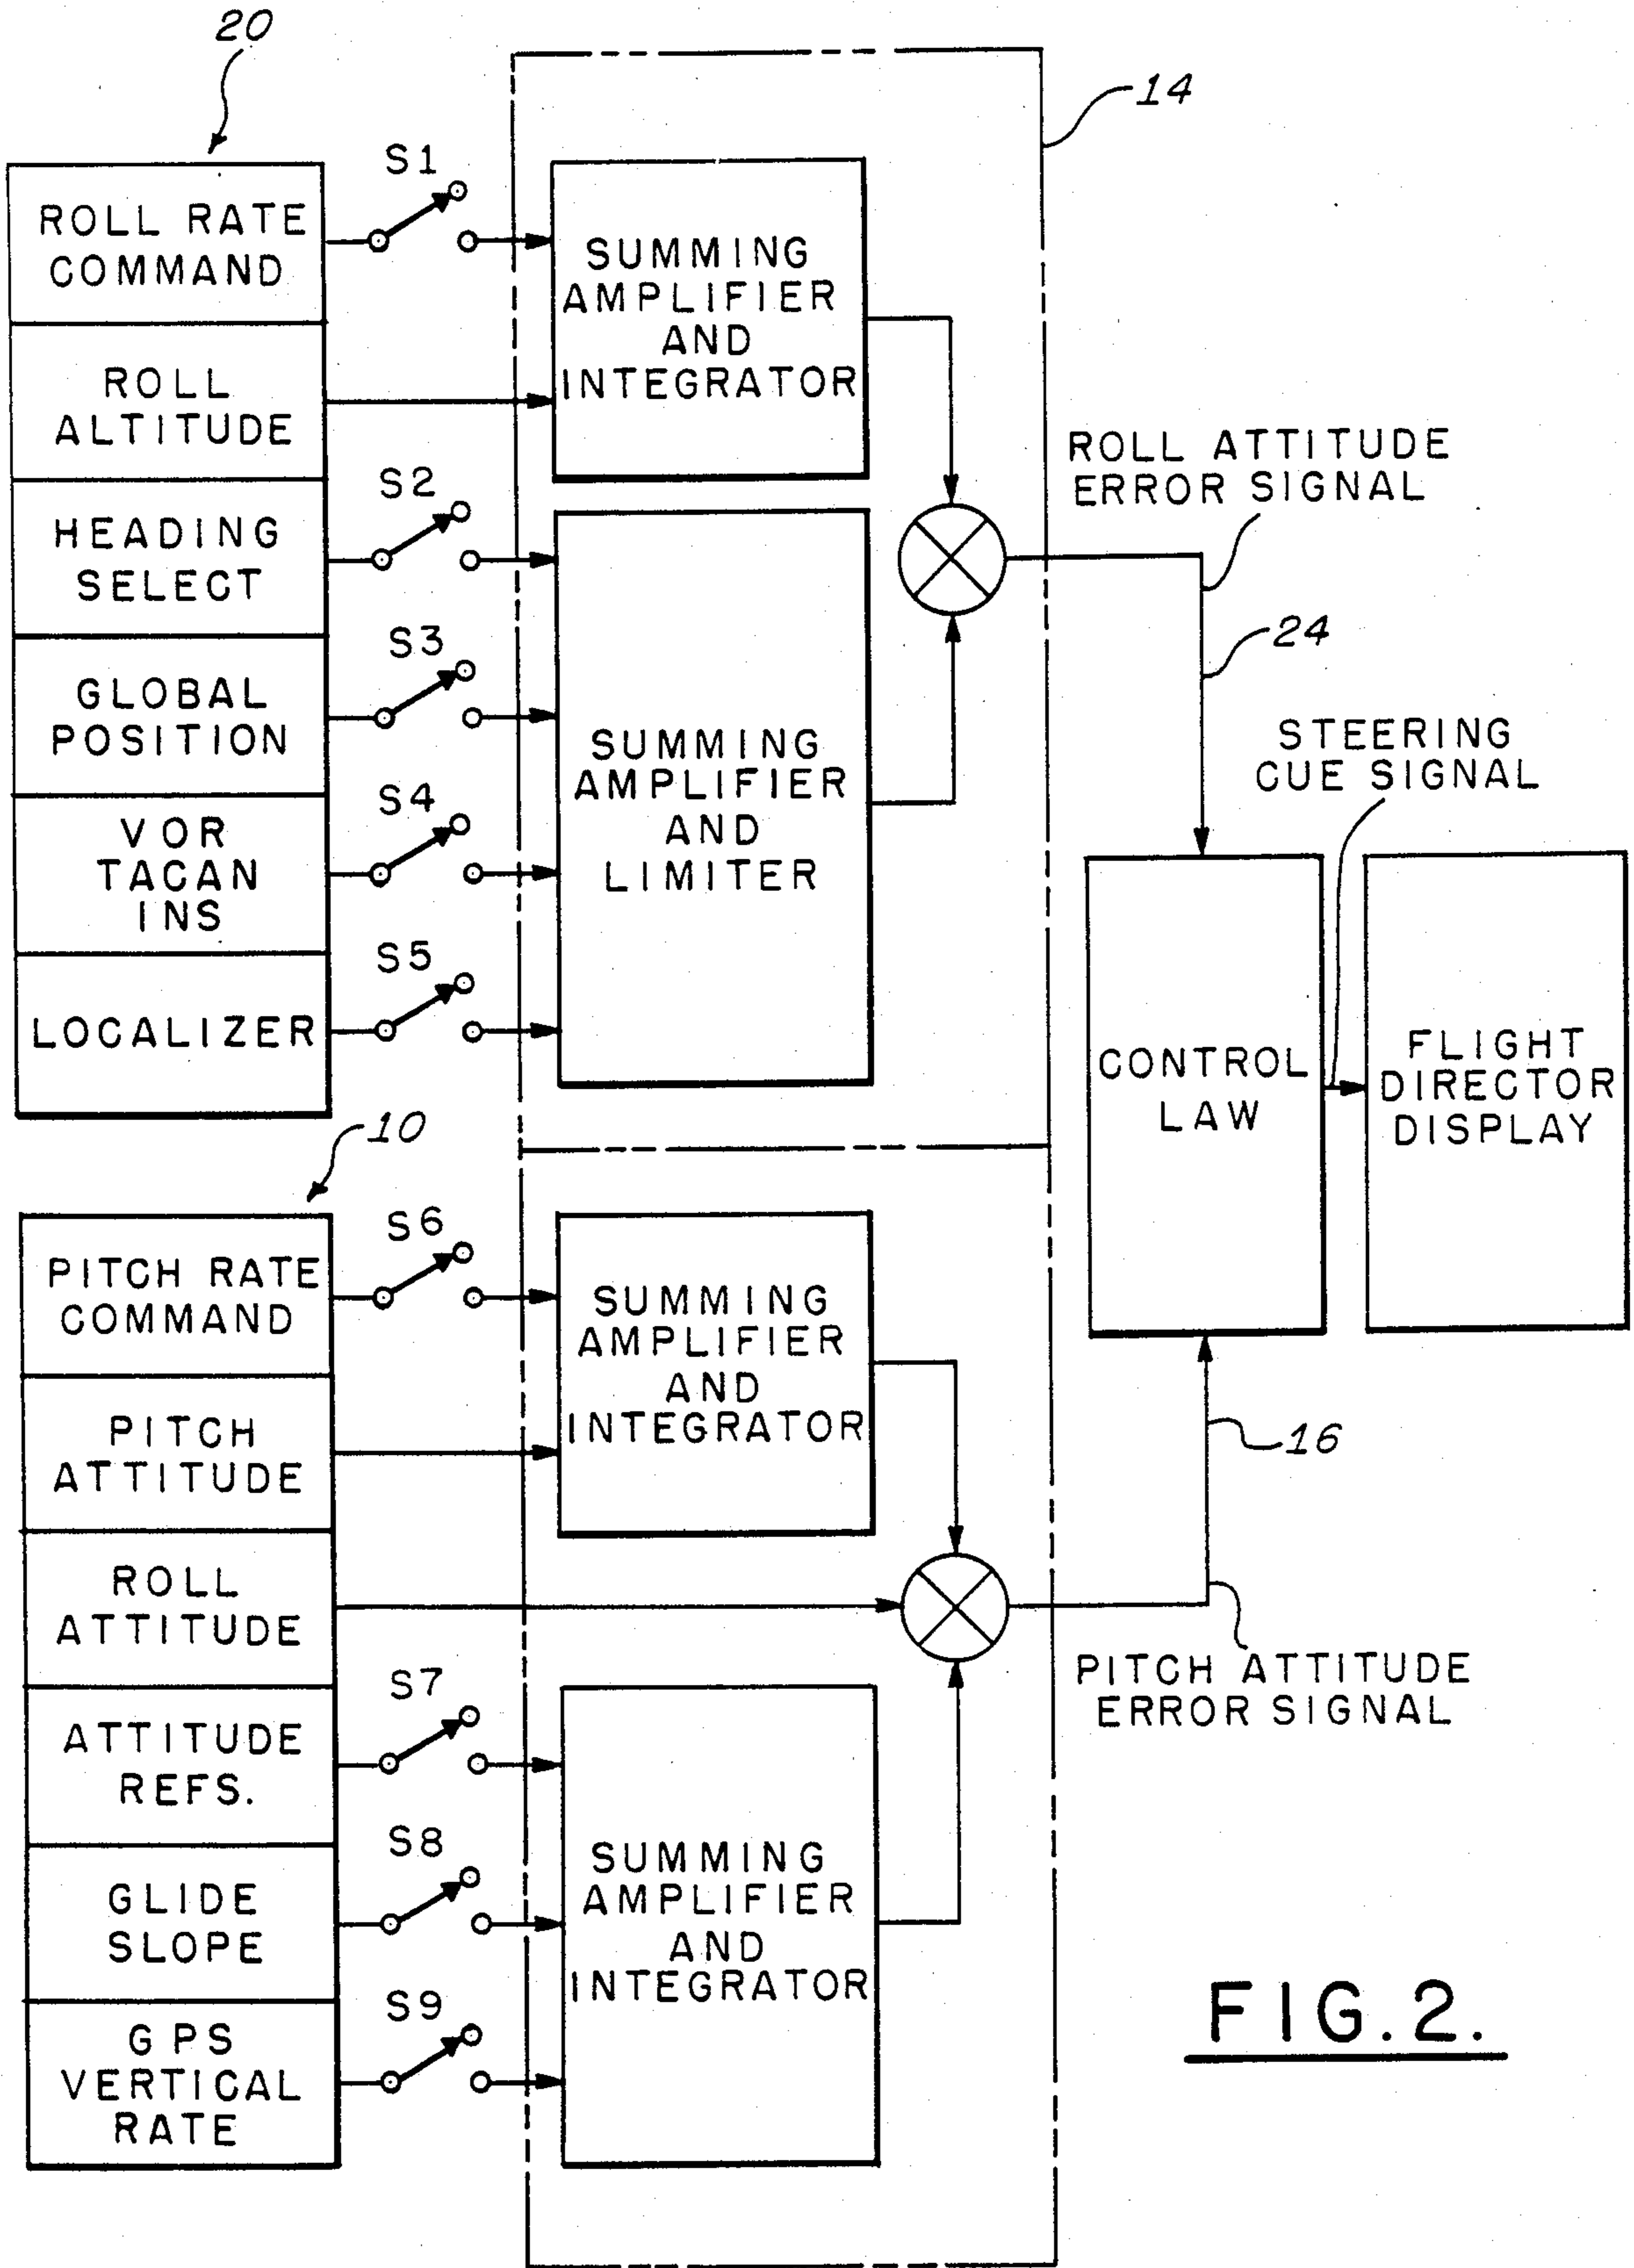 20
14
ROLL RATE
COMMAND
S1
SUMMING
AMPLIFIER
AND
INTEGRATOR
ROLL
ALTITUDE
ROLL ATTITUDE
ERROR SIGNAL
HEADING
SELECT
S2
24
GLOBAL
POSITION
S3
SUMMING
AMPLIFIER
AND
LIMITER
STEERING
CUE SIGNAL
VOR
TACAN
INS
S4
LOCALIZER
S5
CONTROL
LAW
FLIGHT
DIRECTOR
DISPLAY
10
PITCH RATE
COMMAND
S6
SUMMING
AMPLIFIER
AND
INTEGRATOR
PITCH
ATTITUDE
16
ROLL
ATTITUDE
PITCH ATTITUDE
ERROR SIGNAL
ATTITUDE
REFS.
S7
GLIDE
SLOPE
S8
SUMMING
AMPLIFIER
AND
INTEGRATOR
GPS
VERTICAL
RATE
S9
FIG.2.